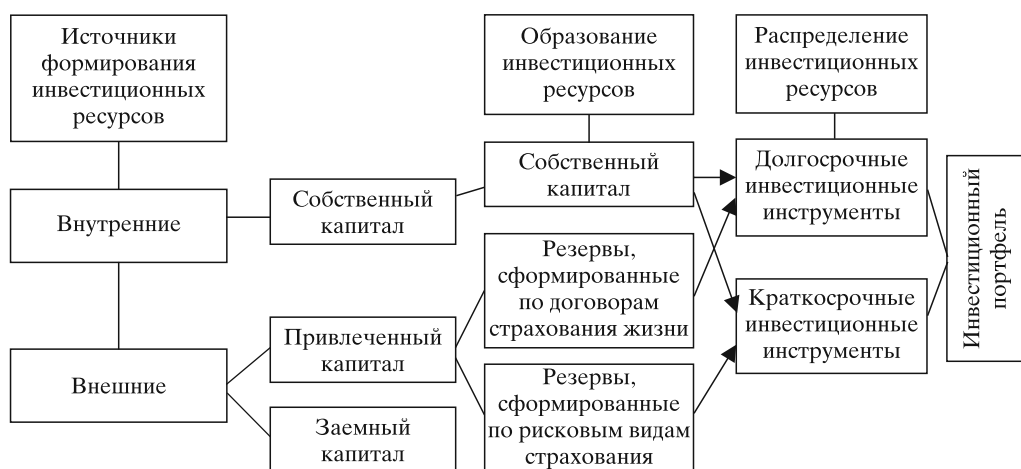 Источники
формирования
инвестиционных
ресурсов
Образование
инвестиционных
ресурсов
Распределение
инвестиционных
ресурсов
Внутренние
Собственный
капитал
Собственный
капитал
Долгосрочные
инвестиционные
инструменты
Резервы,
сформированные
по договорам
страхования жизни
Краткосрочные
инвестиционные
инструменты
Инвестиционный
портфель
Внешние
Привлеченный
капитал
Заемный
капитал
Резервы,
сформированные
по рисковым видам
страхования